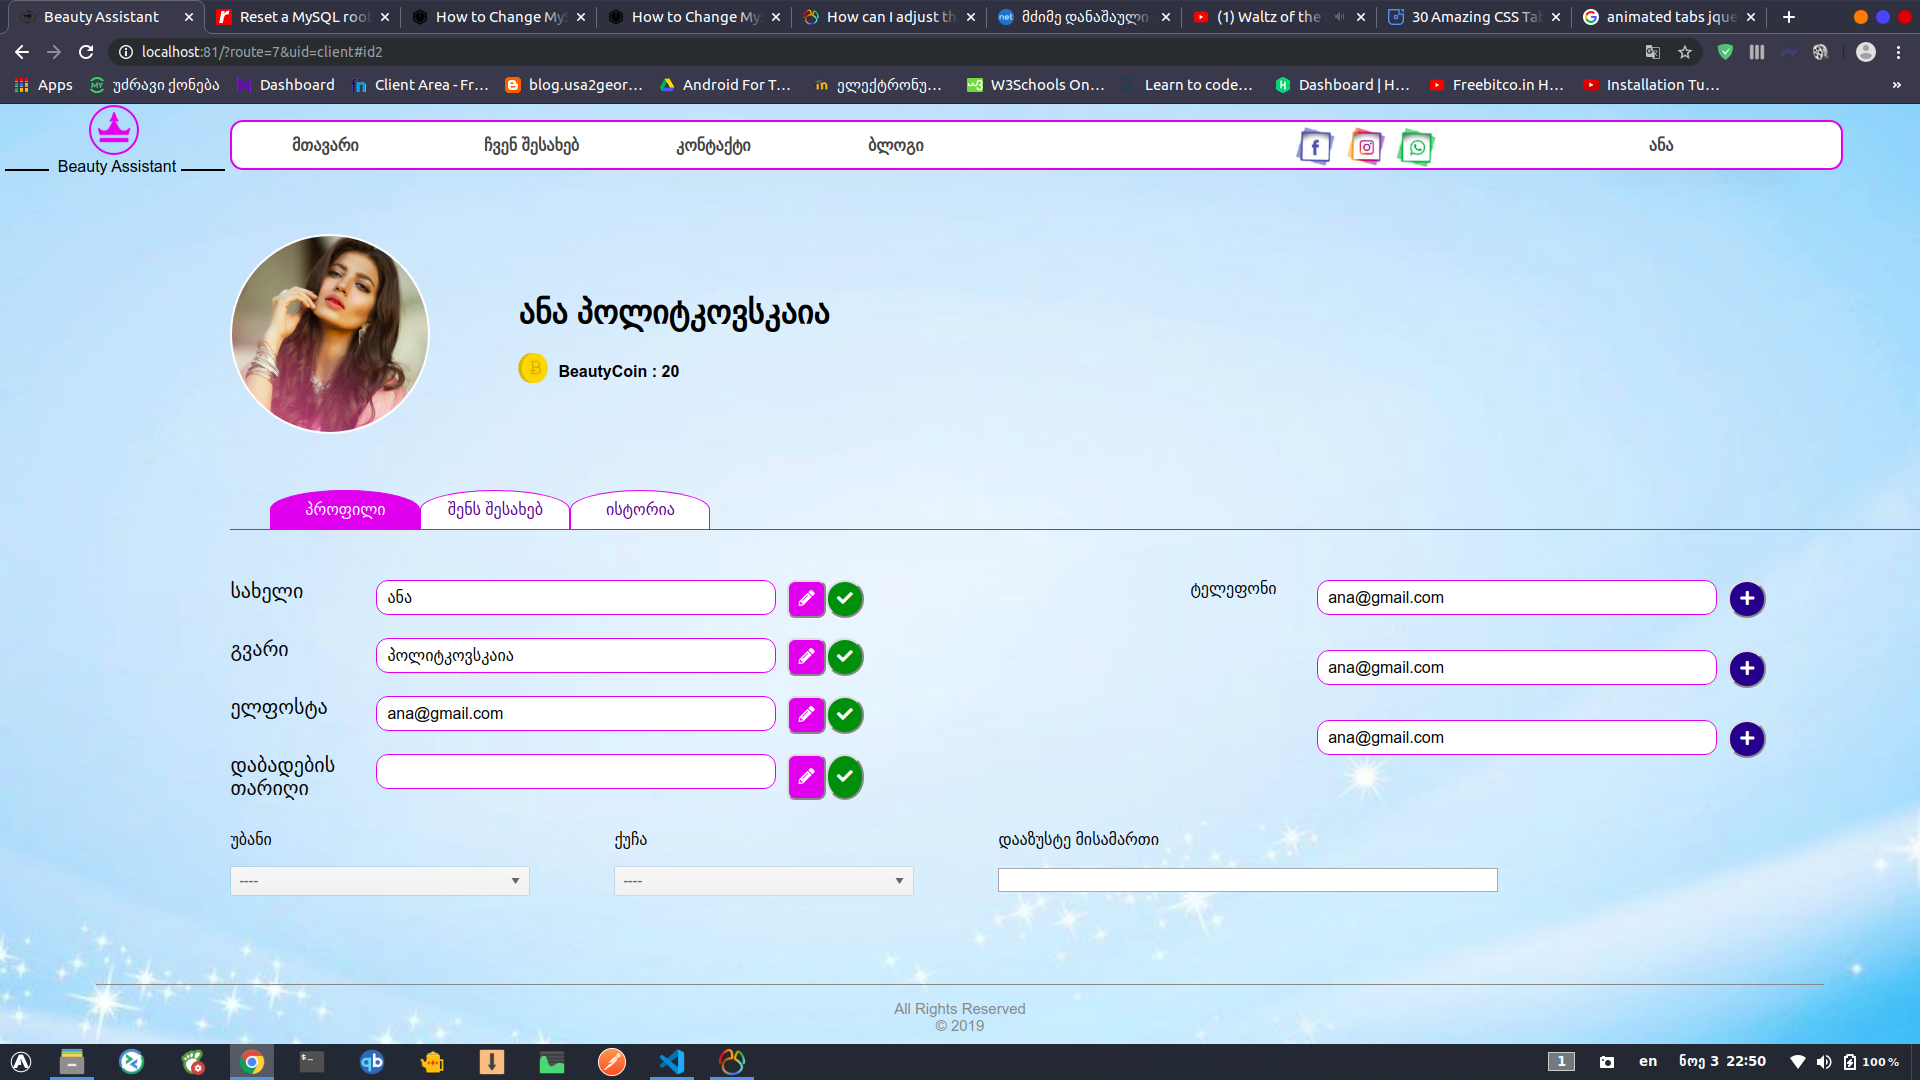 Beauty Assistant
Reset a MySQL root
How to Change My
How to Change My
How can I adjust th
მძიმე დანაშაული
(1) Waltz of the
30 Amazing CSS Tab
animated tabs jque
localhost:81/?route=7&uid=client#id2
Apps
უძრავი ქონება
Dashboard
Client Area - Fr...
blog.usa2geor...
Android For T...
ელექტრონუ...
W3Schools On...
Learn to code...
Dashboard | H...
Freebitco.in H...
Installation Tu...
»
Beauty Assistant
მთავარი
ჩვენ შესახებ
კონტაქტი
ბლოგი
ანა
ანა პოლიტკოვსკაია
BeautyCoin : 20
პროფილი
შენს შესახებ
ისტორია
სახელი
ანა
ტელეფონი
ana@gmail.com
გვარი
პოლიტკოვსკაია
ana@gmail.com
ელფოსტა
ana@gmail.com
ana@gmail.com
დაბადების
თარიღი
უბანი
ქუჩა
დააზუსტე მისამართი
----
----
All Rights Reserved
© 2019
1
en
ნოე 3 22:50
100 %